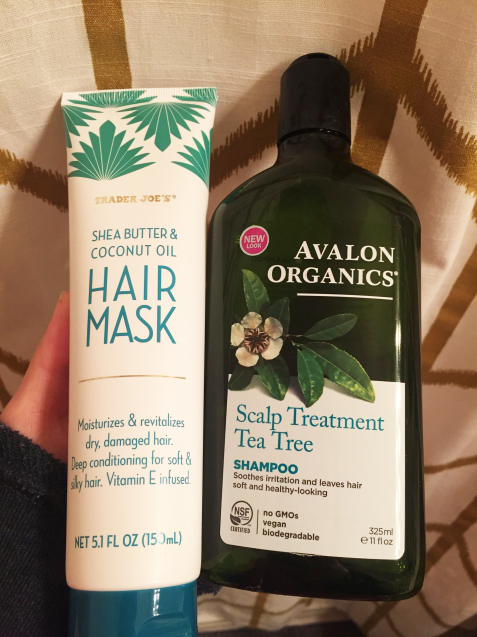 TRADER JOE'S®
SHEA BUTTER &
COCONUT OIL
HAIR
MASK
Moisturizes & revitalizes
dry, damaged hair.
Deep conditioning for soft &
silky hair. Vitamin E infused.
NET 5.1 FL OZ (150mL)
NEW
LOOK
AVALON
ORGANICS®
Scalp Treatment
Tea Tree
SHAMPOO
Soothes irritation and leaves hair
soft and healthy-looking
NSF
CERTIFIED
no GMOs
vegan
biodegradable
325ml
e 11 fl oz